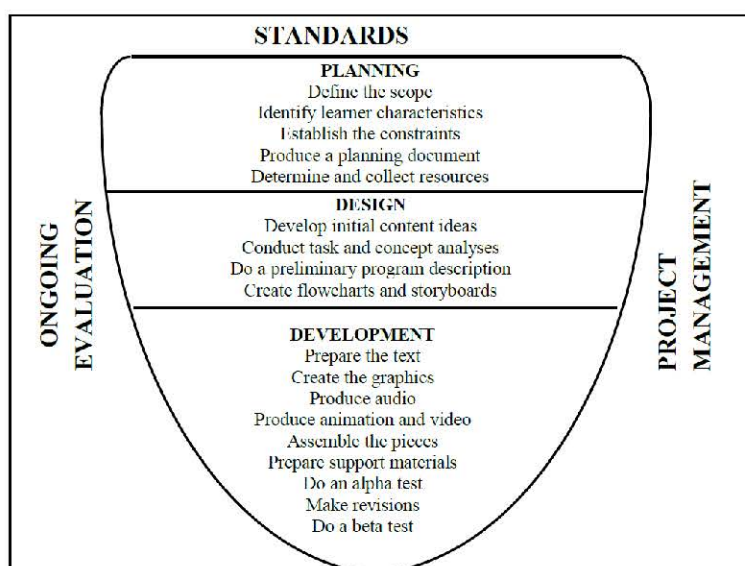 STANDARDS
PLANNING
Define the scope
Identify learner characteristics
Establish the constraints
Produce a planning document
Determine and collect resources
DESIGN
Develop initial content ideas
Conduct task and concept analyses
Do a preliminary program description
Create flowcharts and storyboards
DEVELOPMENT
Prepare the text
Create the graphics
Produce audio
Produce animation and video
Assemble the pieces
Prepare support materials
Do an alpha test
Make revisions
Do a beta test
ONGOING
EVALUATION
PROJECT
MANAGEMENT